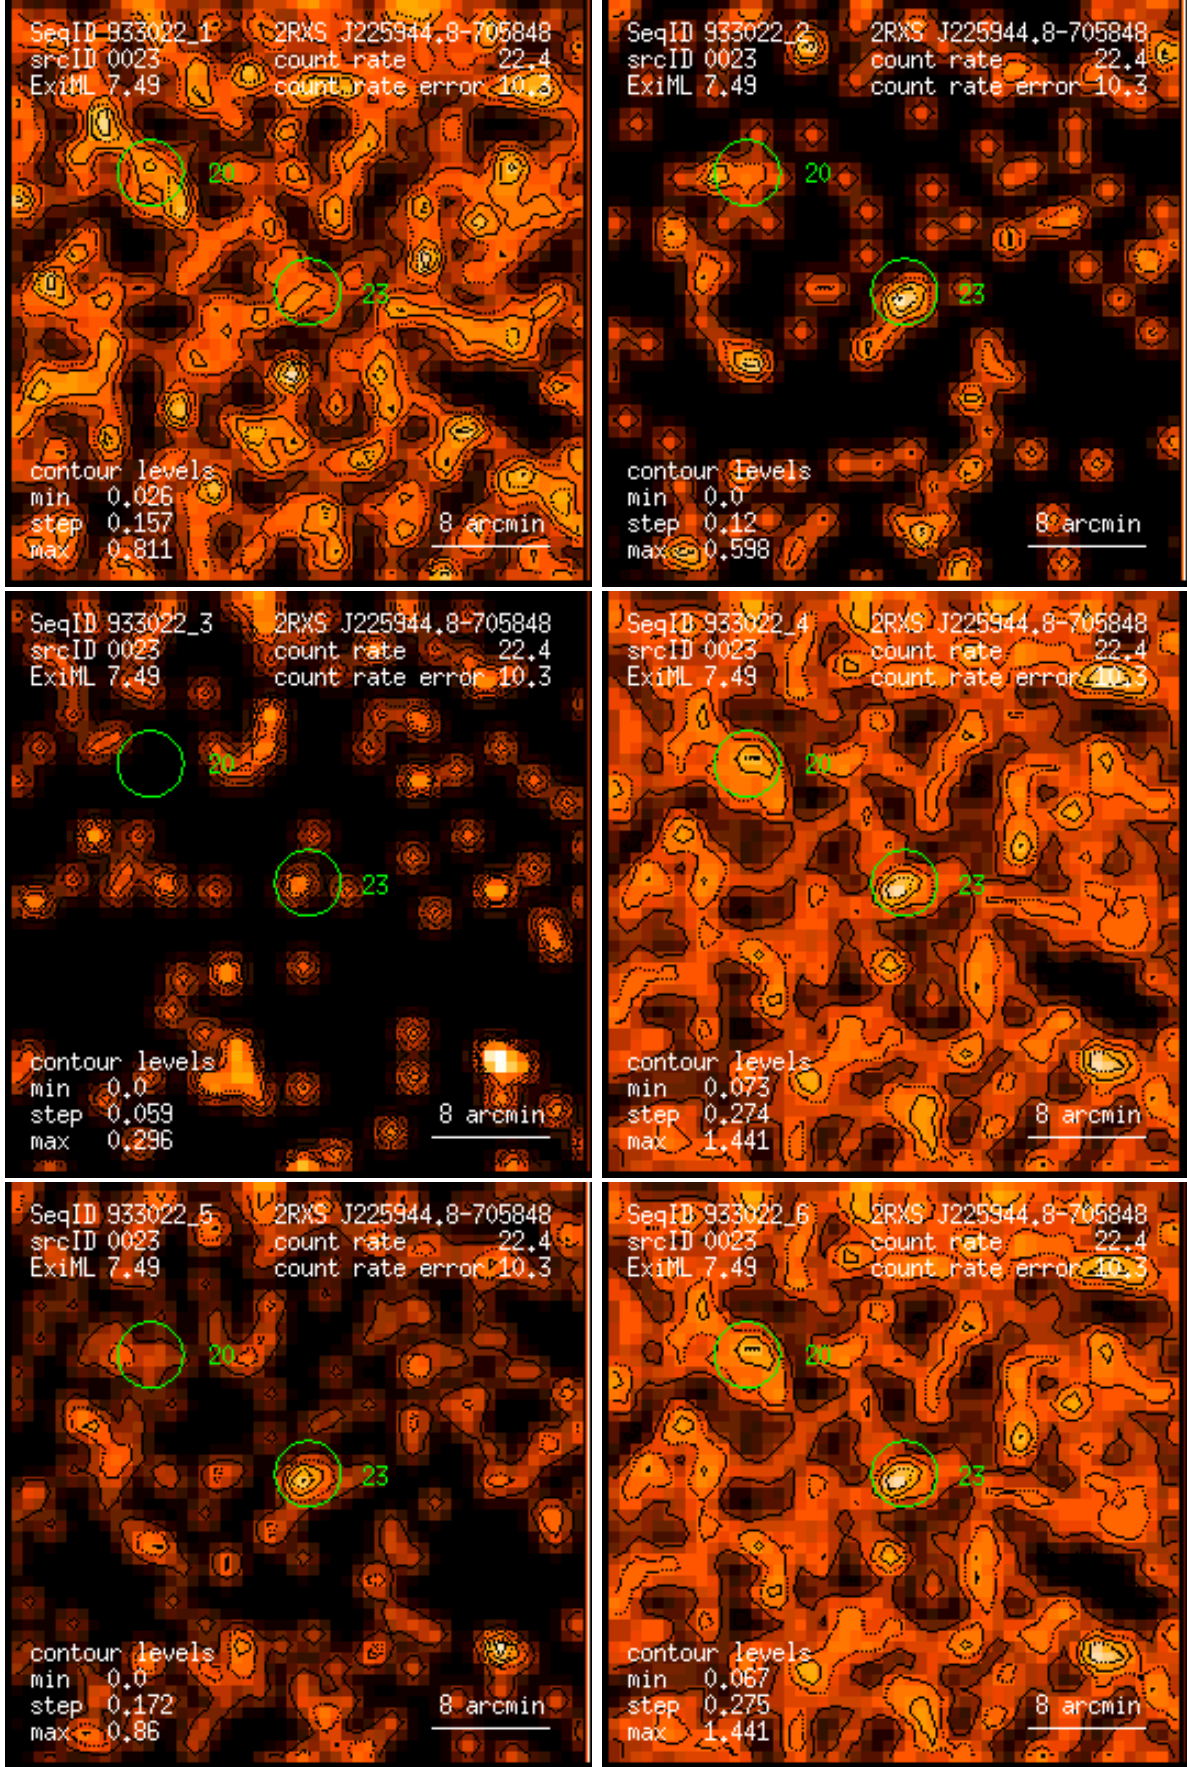 SeqID 933022_1 2RXS J225944.8-705848
srcID 0023 count rate 22.4
ExiML 7.49 count rate error 10.3
20
23
contour levels
min 0.026
step 0.157 8 arcmin
max 0.811
SeqID 933022_2 2RXS J225944.8-705848
srcID 0023 count rate 22.4
ExiML 7.49 count rate error 10.3
20
23
contour levels
min 0.0
step 0.12 8 arcmin
max 0.598
SeqID 933022_3 2RXS J225944.8-705848
srcID 0023 count rate 22.4
ExiML 7.49 count rate error 10.3
20
23
contour levels
min 0.0
step 0.059 8 arcmin
max 0.296
SeqID 933022_4 2RXS J225944.8-705848
srcID 0023 count rate 22.4
ExiML 7.49 count rate error 10.3
20
23
contour levels
min 0.073
step 0.274 8 arcmin
max 1.441
SeqID 933022_5 2RXS J225944.8-705848
srcID 0023 count rate 22.4
ExiML 7.49 count rate error 10.3
20
23
contour levels
min 0.0
step 0.172 8 arcmin
max 0.86
SeqID 933022_6 2RXS J225944.8-705848
srcID 0023 count rate 22.4
ExiML 7.49 count rate error 10.3
20
23
contour levels
min 0.067
step 0.275 8 arcmin
max 1.441